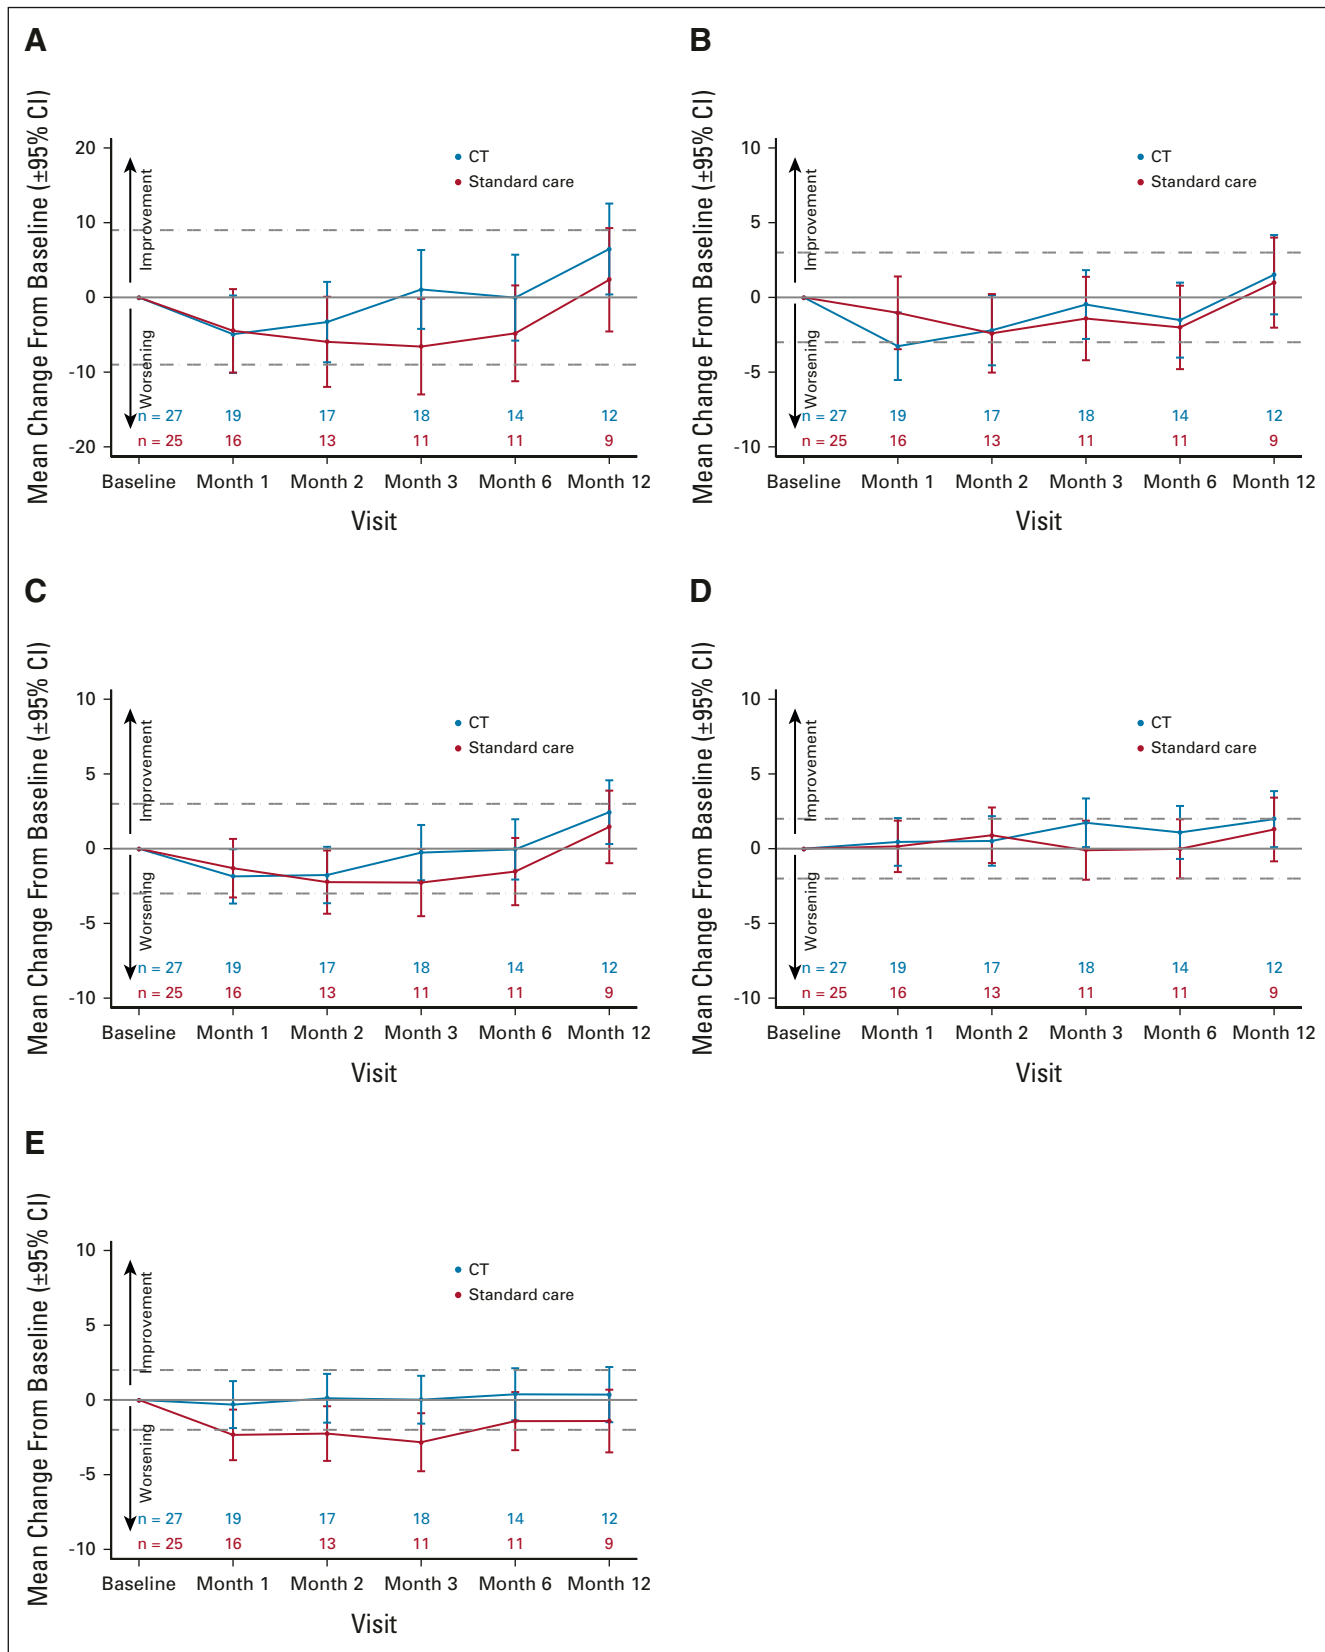 A
Mean Change From Baseline (±95% CI)
20
10
0
-10
-20
Improvement
Worsening
CT
Standard care
n = 27 19 17 18 14 12
n = 25 16 13 11 11 9
Baseline Month 1 Month 2 Month 3 Month 6 Month 12
Visit
B
Mean Change From Baseline (±95% CI)
10
5
0
-5
-10
Improvement
Worsening
CT
Standard care
n = 27 19 17 18 14 12
n = 25 16 13 11 11 9
Baseline Month 1 Month 2 Month 3 Month 6 Month 12
Visit
C
Mean Change From Baseline (±95% CI)
10
5
0
-5
-10
Improvement
Worsening
CT
Standard care
n = 27 19 17 18 14 12
n = 25 16 13 11 11 9
Baseline Month 1 Month 2 Month 3 Month 6 Month 12
Visit
D
Mean Change From Baseline (±95% CI)
10
5
0
-5
-10
Improvement
Worsening
CT
Standard care
n = 27 19 17 18 14 12
n = 25 16 13 11 11 9
Baseline Month 1 Month 2 Month 3 Month 6 Month 12
Visit
E
Mean Change From Baseline (±95% CI)
10
5
0
-5
-10
Improvement
Worsening
CT
Standard care
n = 27 19 17 18 14 12
n = 25 16 13 11 11 9
Baseline Month 1 Month 2 Month 3 Month 6 Month 12
Visit